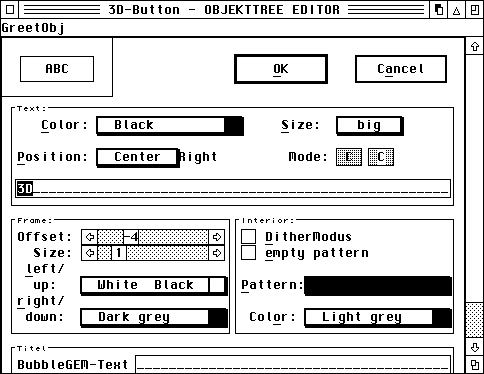 3D-Button - OBJEKTTREE EDITOR
GreetObj
ABC OK Cancel
Text:
Color: Black Size: big
Position: Center Right Mode: E C
3D
Frame: Interior:
Offset: -4 DitherModus
Size: 1 empty pattern
left/
up: White Black Pattern:
right/
down: Dark grey Color: Light grey
Titel
BubbleGEM-Text